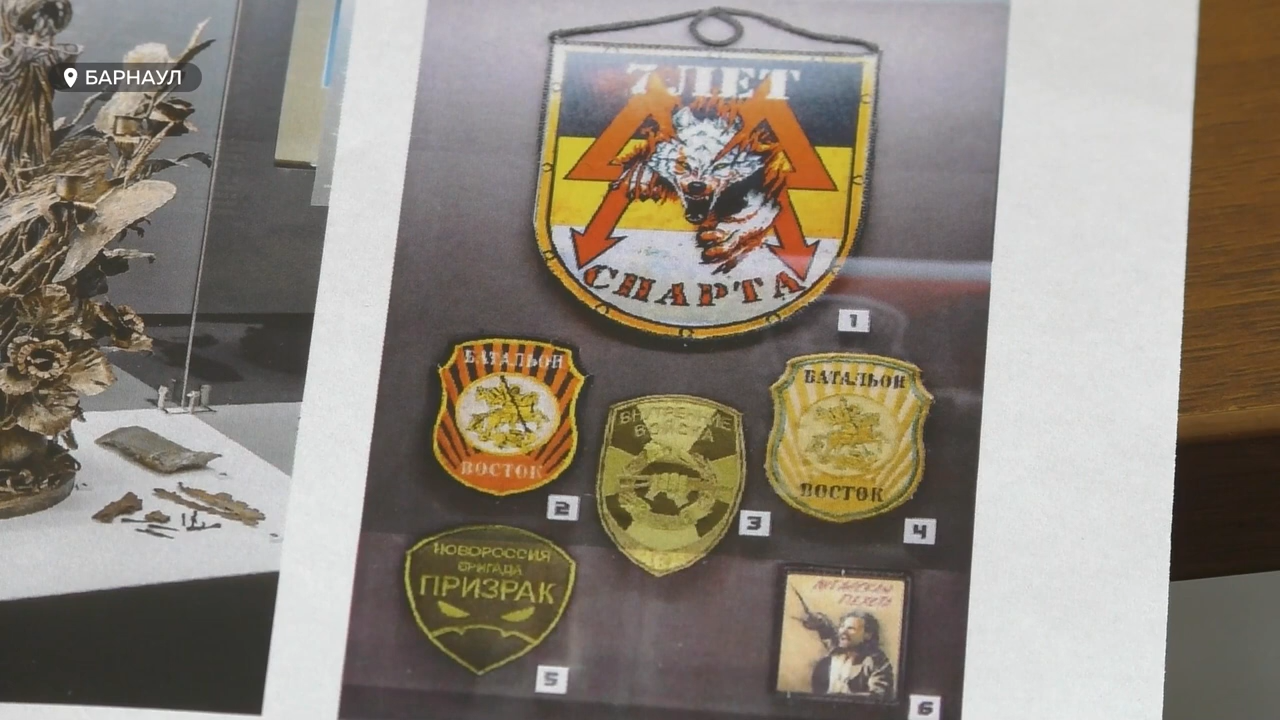 БАРНАУЛ
7 ЛЕТ
СПАРТА
1
БАТАЛЬОН
ВОСТОК
2
ВНУТРЕННИЕ
ВОЙСКА
3
БАТАЛЬОН
ВОСТОК
4
НОВОРОССИЯ
БРИГАДА
ПРИЗРАК
5
6